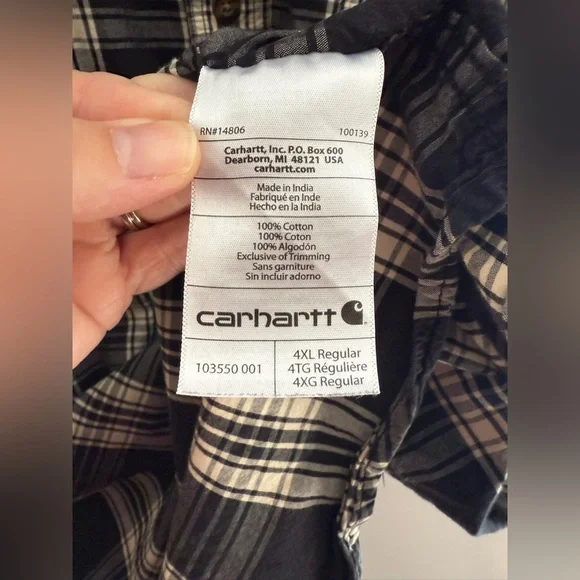 RN#14806 100139
Carhartt, Inc. P.O. Box 600
Dearborn, MI 48121 USA
carhartt.com
Made in India
Fabriqué en Inde
Hecho en la India
100% Cotton
100% Coton
100% Algodón
Exclusive of Trimming
Sans garniture
Sin incluir adorno
carhartt
103550 001
4XL Regular
4TG Régulière
4XG Regular